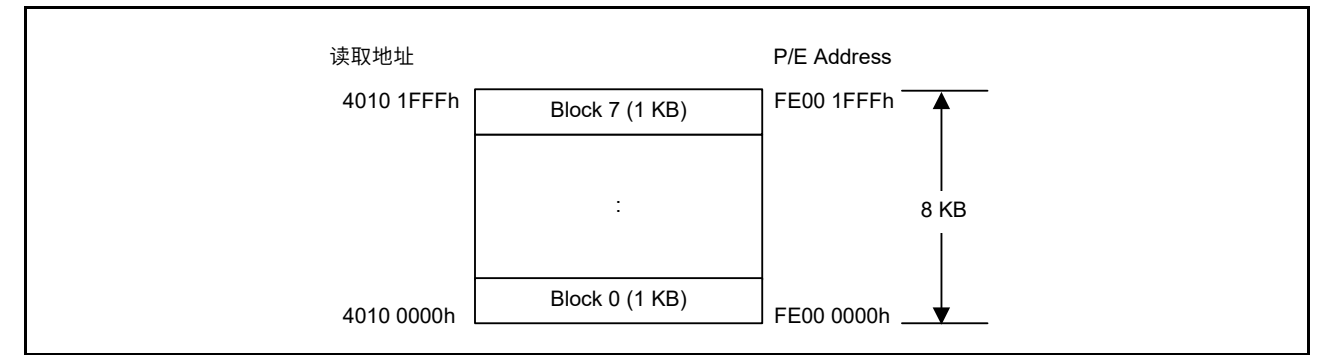 读取地址 P/E Address
4010 1FFFh Block 7 (1 KB) FE00 1FFFh
: 8 KB
4010 0000h Block 0 (1 KB) FE00 0000h